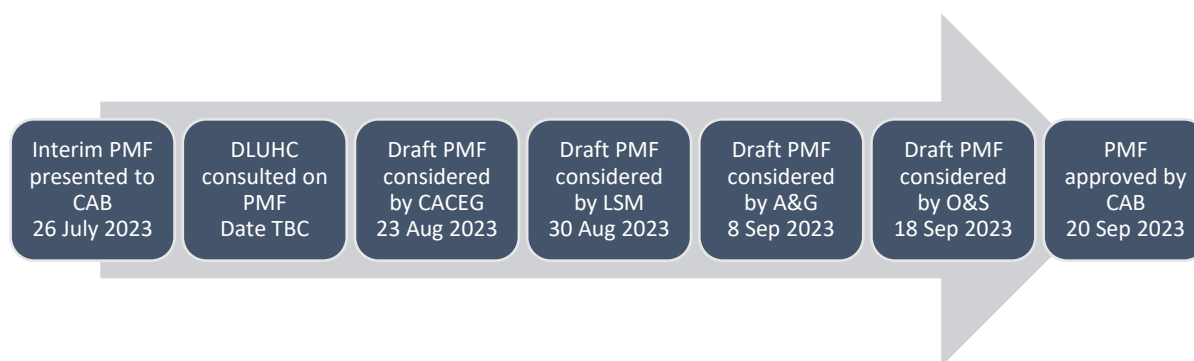 Interim PMF
presented to
CAB
26 July 2023
DLUHC
consulted on
PMF
Date TBC
Draft PMF
considered
by CACEG
23 Aug 2023
Draft PMF
considered
by LSM
30 Aug 2023
Draft PMF
considered
by A&G
8 Sep 2023
Draft PMF
considered
by O&S
18 Sep 2023
PMF
approved by
CAB
20 Sep 2023